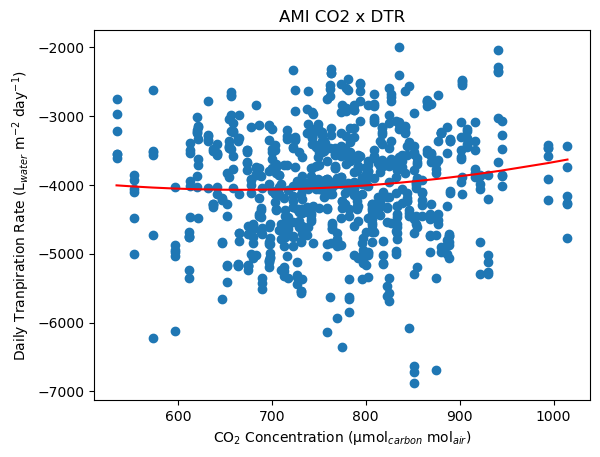 AMI CO2 x DTR
Daily Tranpiration Rate (L$_{water}$ m$^{-2}$ day$^{-1}$)
−2000
−3000
−4000
−5000
−6000
−7000
600 700 800 900 1000
CO$_2$ Concentration (μmol$_{carbon}$ mol$_{air}$)